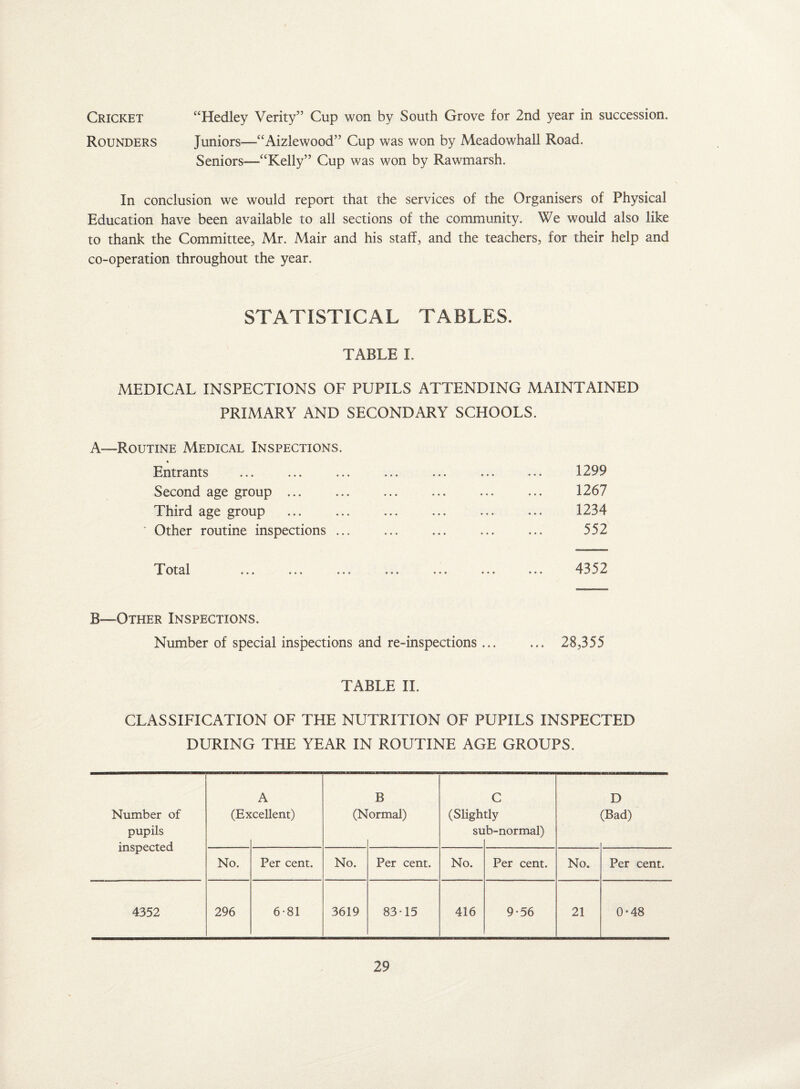 CRICKET “Hedley Verity” Cup won by South Grove for 2nd year in succession.
ROUNDERS Juniors—“Aizlewood” Cup was won by Meadowhall Road.
Seniors—“Kelly” Cup was won by Rawmarsh.
In conclusion we would report that the services of the Organisers of Physical
Education have been available to all sections of the community. We would also like
to thank the Committee, Mr. Mair and his staff, and the teachers, for their help and
co-operation throughout the year.
STATISTICAL TABLES.
TABLE I.
MEDICAL INSPECTIONS OF PUPILS ATTENDING MAINTAINED
PRIMARY AND SECONDARY SCHOOLS.
A—ROUTINE MEDICAL INSPECTIONS.
Entrants ... ... ... ... ... ... ... 1299
Second age group ... ... ... ... ... ... 1267
Third age group ... ... ... ... ... ... 1234
Other routine inspections ... ... ... ... ... 552
Total ... ... ... ... ... ... ... 4352
B—OTHER INSPECTIONS.
Number of special inspections and re-inspections ... ... 28,355
TABLE II.
CLASSIFICATION OF THE NUTRITION OF PUPILS INSPECTED
DURING THE YEAR IN ROUTINE AGE GROUPS.
Number of pupils inspected
A (Excellent)
B (Normal)
C (Slightly sub-normal)
D (Bad)
No. Per cent. No. Per cent. No. Per cent. No. Per cent.
4352 296 6·81 3619 83·15 416 9·56 21 0·48
29